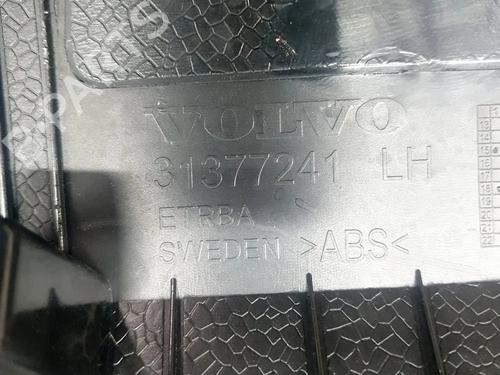 VOLVO
31377241 LH
ETRBA
SWEDEN >ABS<